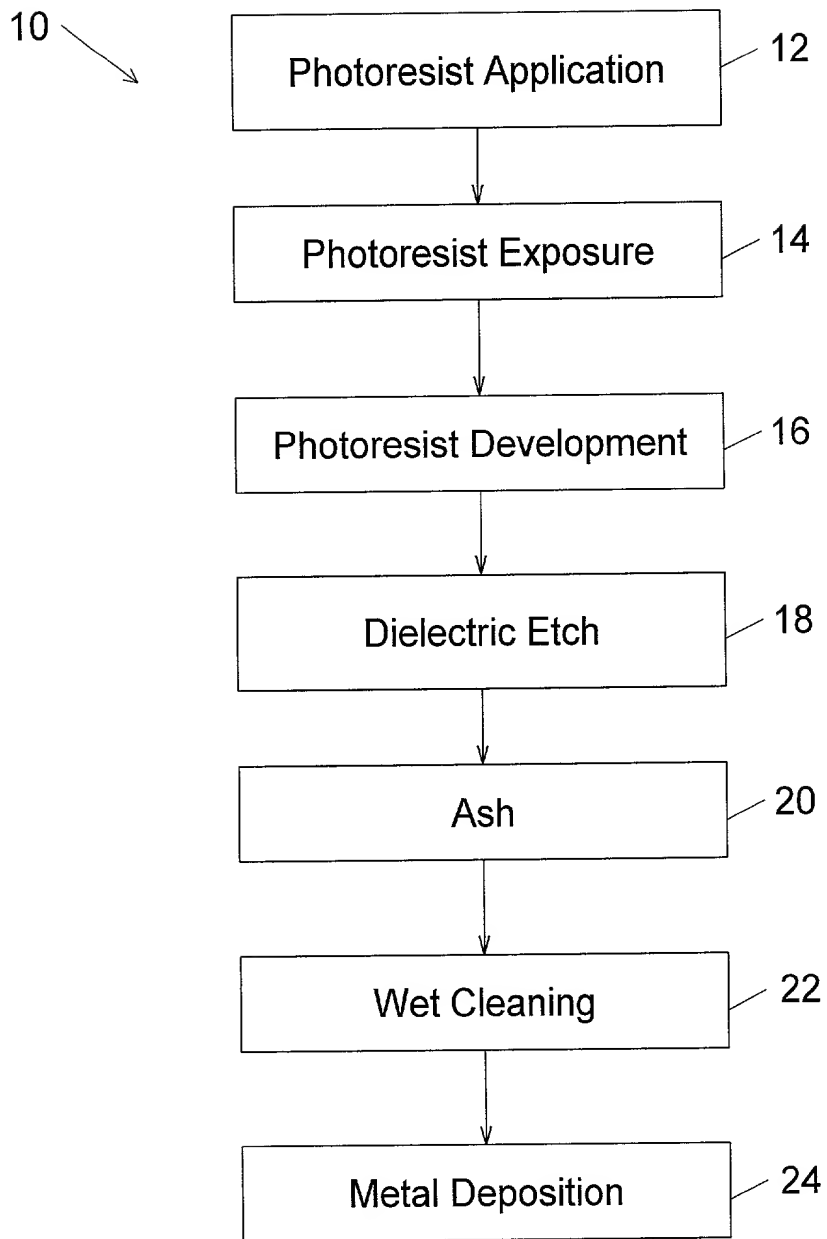 10
Photoresist Application
12
Photoresist Exposure
14
Photoresist Development
16
Dielectric Etch
18
Ash
20
Wet Cleaning
22
Metal Deposition
24